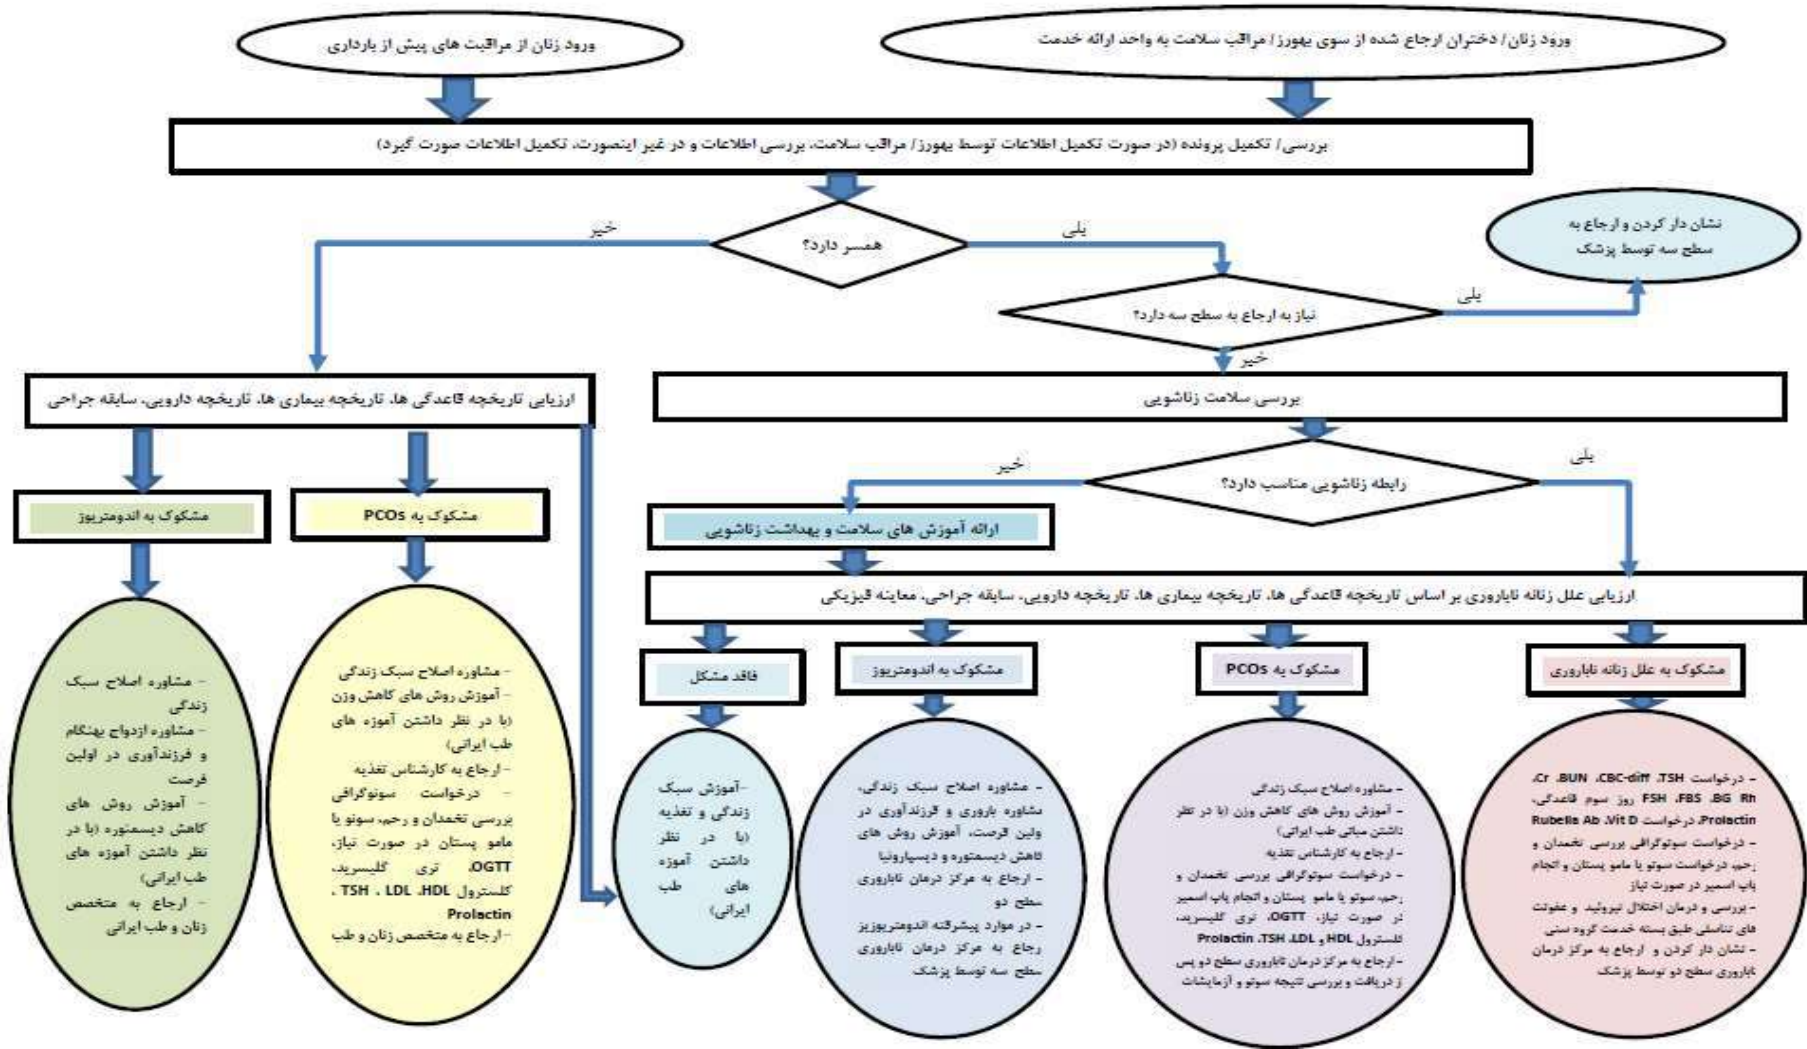 ورود زنان/ دختران ارجاع شده از سوی بهورز/ مراقب سلامت به واحد ارائه خدمت
ورود زنان از مراقبت های پیش از بارداری
بررسی/ تکمیل پرونده (در صورت تکمیل اطلاعات توسط بهورز/ مراقب سلامت، بررسی اطلاعات و در غیر اینصورت، تکمیل اطلاعات صورت گیرد)
همسر دارد؟
بلی
خیر
نیاز به ارجاع به سطح سه دارد؟
بلی
خیر
نشان دار کردن و ارجاع به
سطح سه توسط پزشک
بررسی سلامت زناشویی
ارزیابی تاریخچه قاعدگی ها، تاریخچه بیماری ها، تاریخچه دارویی، سابقه جراحی
رابطه زناشویی مناسب دارد؟
بلی
خیر
ارائه آموزش های سلامت و بهداشت زناشویی
مشکوک به PCOs
مشکوک به اندومتریوز
ارزیابی علل زنانه ناباروری بر اساس تاریخچه قاعدگی ها، تاریخچه بیماری ها، تاریخچه دارویی، سابقه جراحی، معاینه فیزیکی
مشکوک به علل زنانه ناباروری
مشکوک به PCOs
مشکوک به اندومتریوز
فاقد مشکل
- درخواست TSH، CBC-diff، BUN، Cr،
BG Rh، FBS، FSH روز سوم قاعدگی،
Prolactin، درخواست Vit D، Rubella Ab
- درخواست سونوگرافی بررسی تخمدان و
رحم، درخواست سونو یا مامو پستان و انجام
پاپ اسمیر در صورت نیاز
- بررسی و درمان اختلال تیروئید و عفونت
های تناسلی طبق بسته خدمت گروه سنی
- نشان دار کردن و ارجاع به مرکز درمان
ناباروری سطح دو توسط پزشک
- مشاوره اصلاح سبک زندگی
- آموزش روش های کاهش وزن (با در نظر
داشتن مبانی طب ایرانی)
- ارجاع به کارشناس تغذیه
- درخواست سونوگرافی بررسی تخمدان و
رحم، سونو یا مامو پستان و انجام پاپ اسمیر
در صورت نیاز، OGTT، تری گلیسرید،
کلسترول HDL و LDL، TSH، Prolactin
- ارجاع به مرکز درمان ناباروری سطح دو پس
از دریافت و بررسی نتیجه سونو و آزمایشات
- مشاوره اصلاح سبک زندگی،
مشاوره باروری و فرزندآوری در
ولین فرصت، آموزش روش های
کاهش دیسمنوره و دیسپارونیا
- ارجاع به مرکز درمان ناباروری
سطح دو
- در موارد پیشرفته اندومتریوزیز
رجاع به مرکز درمان ناباروری
سطح سه توسط پزشک
-آموزش سبک
زندگی و تغذیه
(با در نظر
داشتن آموزه
های طب
ایرانی)
- مشاوره اصلاح سبک زندگی
- آموزش روش های کاهش وزن
(با در نظر داشتن آموزه های
طب ایرانی)
- ارجاع به کارشناس تغذیه
- درخواست سونوگرافی
بررسی تخمدان و رحم، سونو یا
مامو پستان در صورت نیاز،
OGTT، تری گلیسرید،
کلسترول HDL، LDL ، TSH ،
Prolactin
- ارجاع به متخصص زنان و طب
- مشاوره اصلاح سبک
زندگی
- مشاوره ازدواج بهنگام
و فرزندآوری در اولین
فرصت
- آموزش روش های
کاهش دیسمنوره (با در
نظر داشتن آموزه های
طب ایرانی)
- ارجاع به متخصص
زنان و طب ایرانی